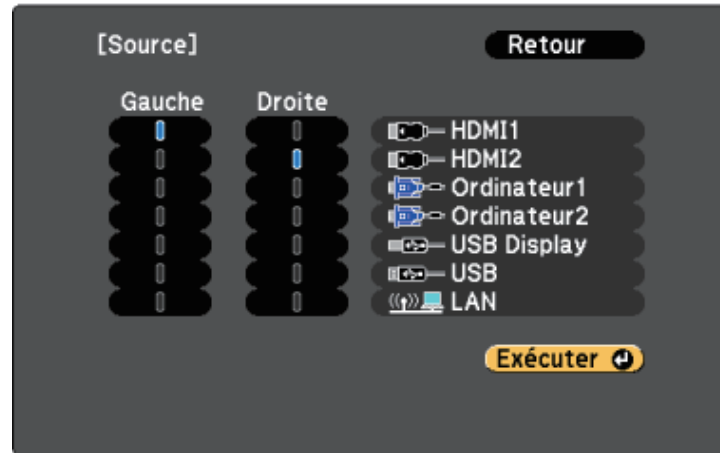 [Source] Retour
Gauche Droite
HDMI1
HDMI2
Ordinateur1
Ordinateur2
USB Display
USB
LAN
Exécuter